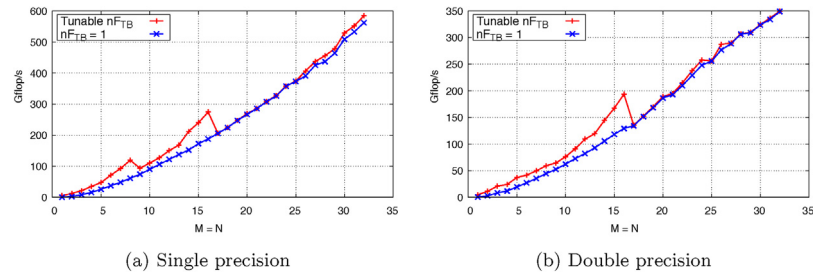 600
500
400
300
200
100
0
Gflop/s
Tunable nF_TB
nF_TB = 1
0 5 10 15 20 25 30 35
M = N
(a) Single precision
350
300
250
200
150
100
50
0
Gflop/s
Tunable nF_TB
nF_TB = 1
0 5 10 15 20 25 30 35
M = N
(b) Double precision